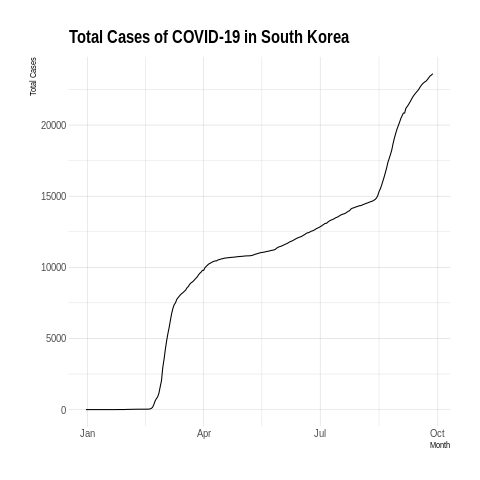 Total Cases of COVID-19 in South Korea
Total Cases
20000
15000
10000
5000
0
Jan Apr Jul Oct
Month